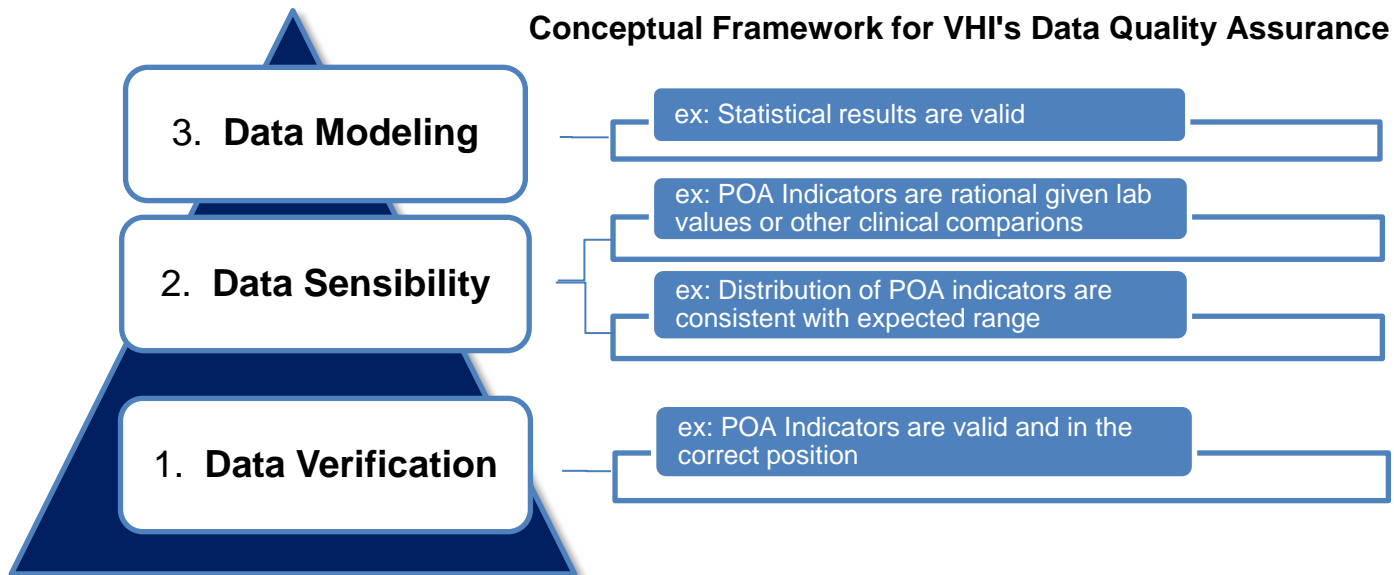 Conceptual Framework for VHI's Data Quality Assurance
3. Data Modeling
ex: Statistical results are valid
2. Data Sensibility
ex: POA Indicators are rational given lab
values or other clinical comparions
ex: Distribution of POA indicators are
consistent with expected range
1. Data Verification
ex: POA Indicators are valid and in the
correct position